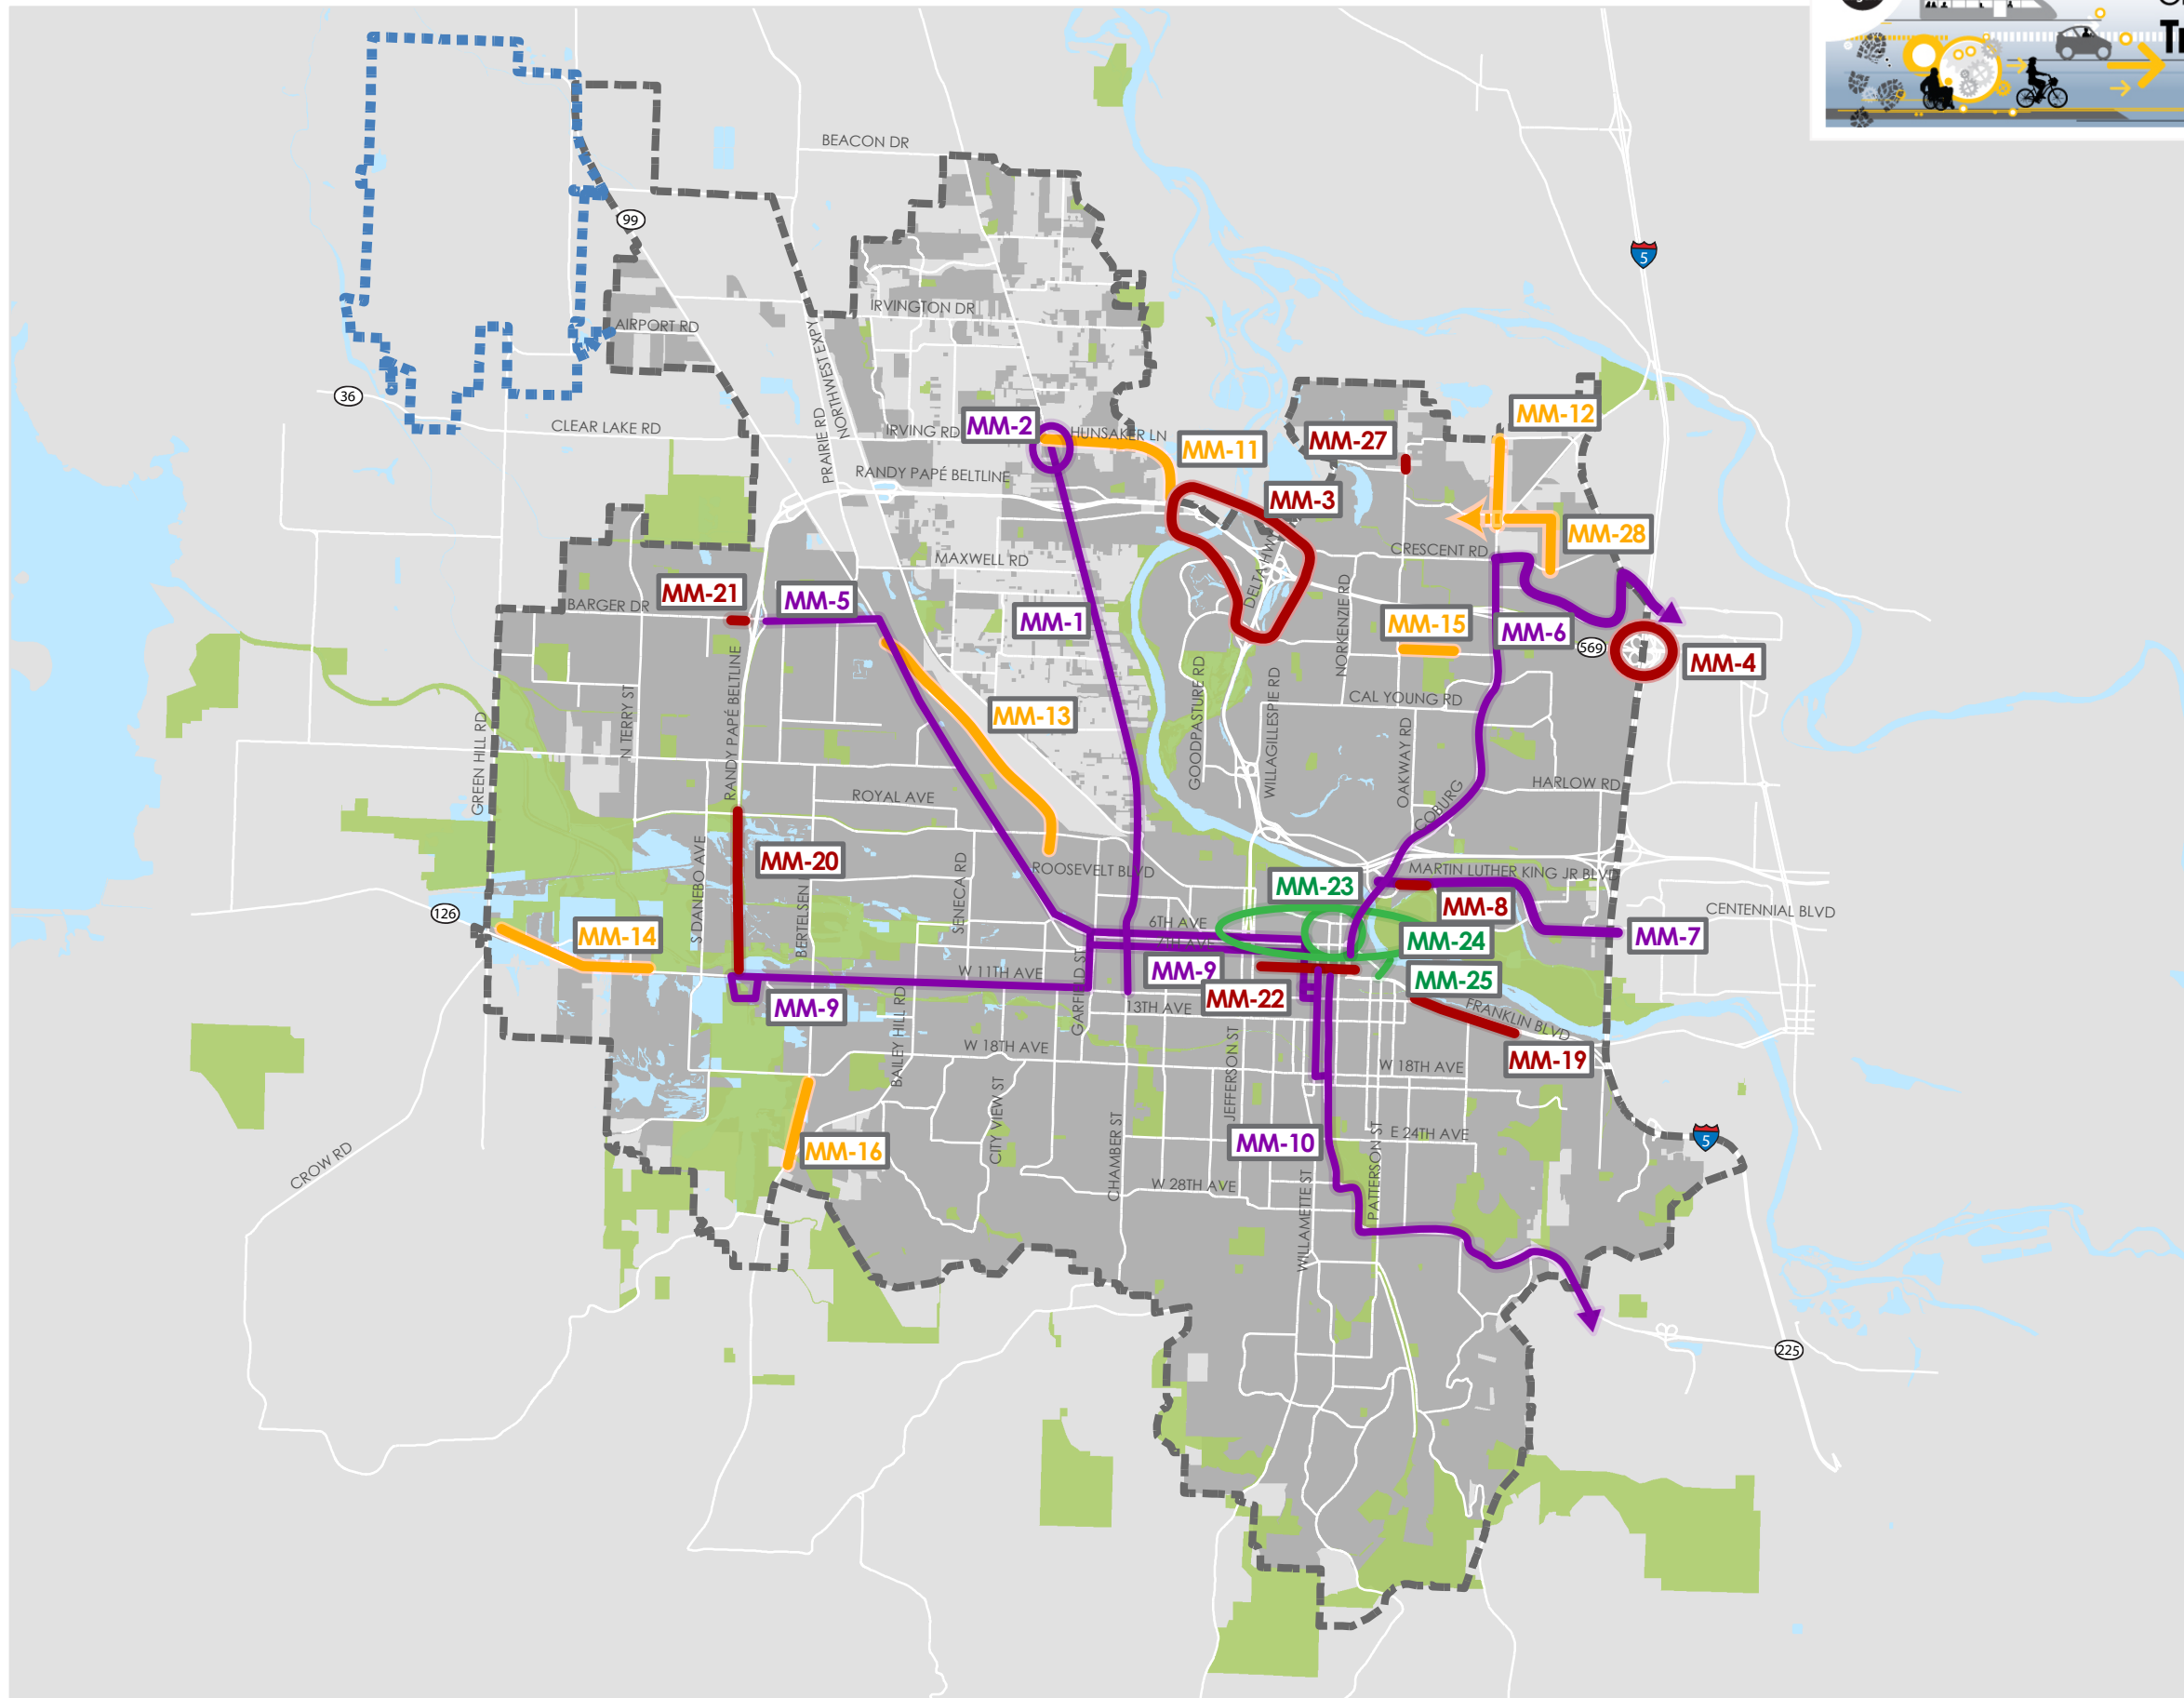 Tr
BEACON DR
99
5
IRVINGTON DR
AIRPORT RD
PRAIRIE RD
NORTHWEST EXPY
36
CLEAR LAKE RD
IRVING RD
MM-2
HUNSAKER LN
MM-11
MM-27
MM-12
RANDY PAPÉ BELTLINE
MM-3
MM-28
MAXWELL RD
DELTA HWY
CRESCENT RD
MM-21
BARGER DR
MM-5
MM-1
NORKENZIE RD
MM-15
MM-6
569
MM-4
RANDY PAPÉ BELTLINE
N TERRY ST
GREEN HILL RD
MM-13
GOODPASTURE RD
WILLAGILLESPIE RD
CAL YOUNG RD
OAKWAY RD
HARLOW RD
COBURG
ROYAL AVE
MM-20
S DANEBO AVE
BERTELSEN
SENECA RD
ROOSEVELT BLVD
MARTIN LUTHER KING JR BLVD
MM-23
MM-8
126
CENTENNIAL BLVD
MM-14
6TH AVE
7TH AVE
MM-24
MM-7
W 11TH AVE
MM-9
MM-25
MM-9
MM-22
GARFIELD ST
13TH AVE
FRANKLIN BLVD
BAILEY HILL RD
W 18TH AVE
JEFFERSON ST
W 18TH AVE
MM-19
CITY VIEW ST
CHAMBER ST
MM-10
E 24TH AVE
PATTERSON ST
5
MM-16
CROW RD
W 28TH AVE
WILLAMETTE ST
225